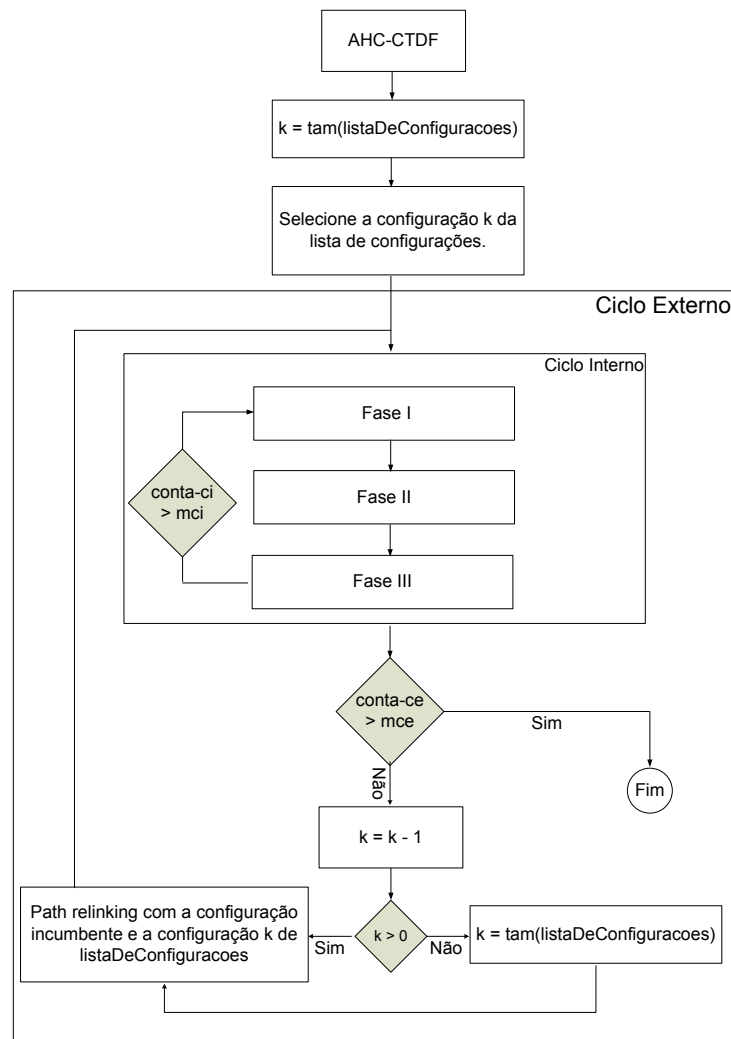 AHC-CTDF
k = tam(listaDeConfiguracoes)
Selecione a configuração k da
lista de configurações.
Ciclo Externo
Ciclo Interno
Fase I
conta-ci
> mci
Fase II
Fase III
conta-ce
> mce
Sim
Não
Fim
k = k - 1
Path relinking com a configuração
incumbente e a configuração k de
listaDeConfiguracoes
Sim
k > 0
Não
k = tam(listaDeConfiguracoes)